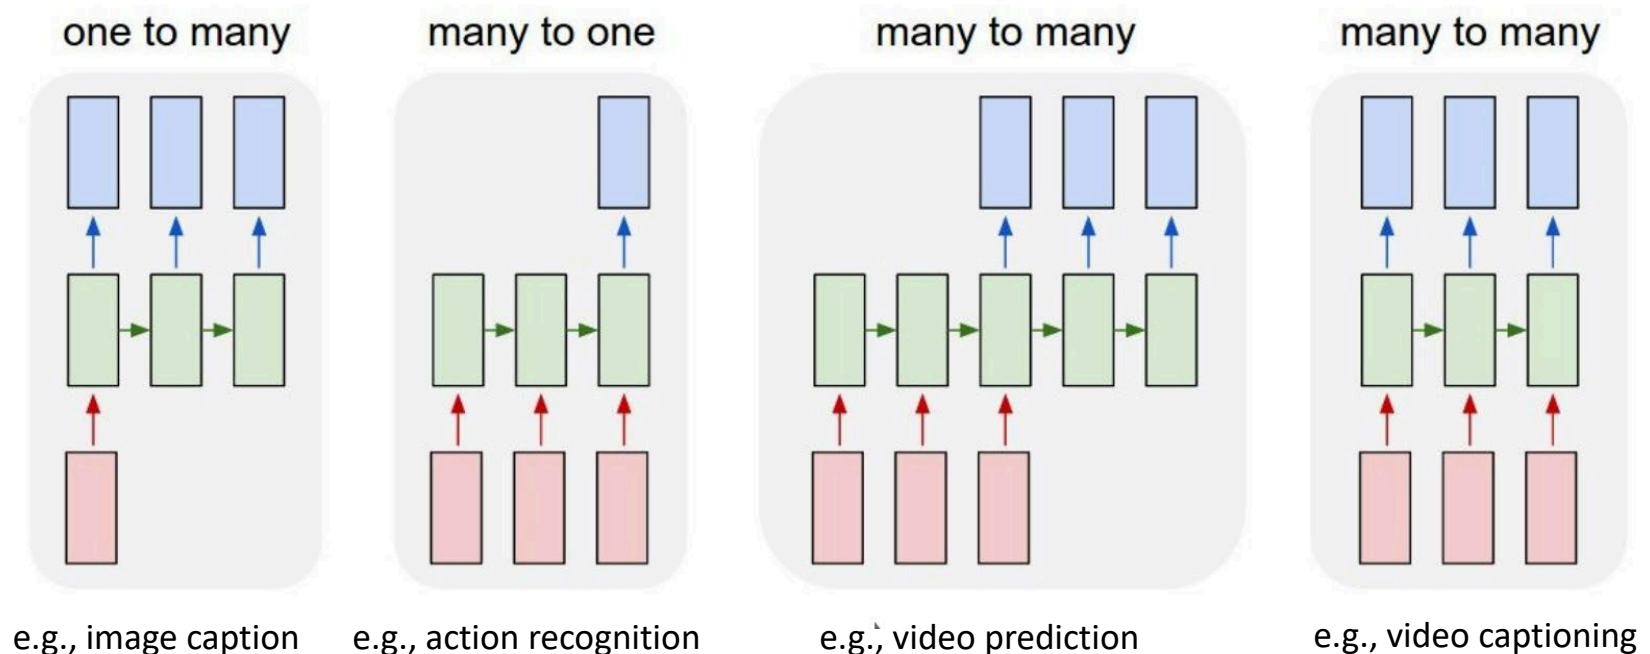 one to many
many to one
many to many
many to many
e.g., image caption
e.g., action recognition
e.g., video prediction
e.g., video captioning